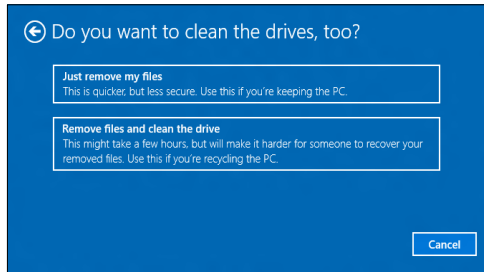 Do you want to clean the drives, too?
Just remove my files
This is quicker, but less secure. Use this if you're keeping the PC.
Remove files and clean the drive
This might take a few hours, but will make it harder for someone to recover your
removed files. Use this if you're recycling the PC.
Cancel